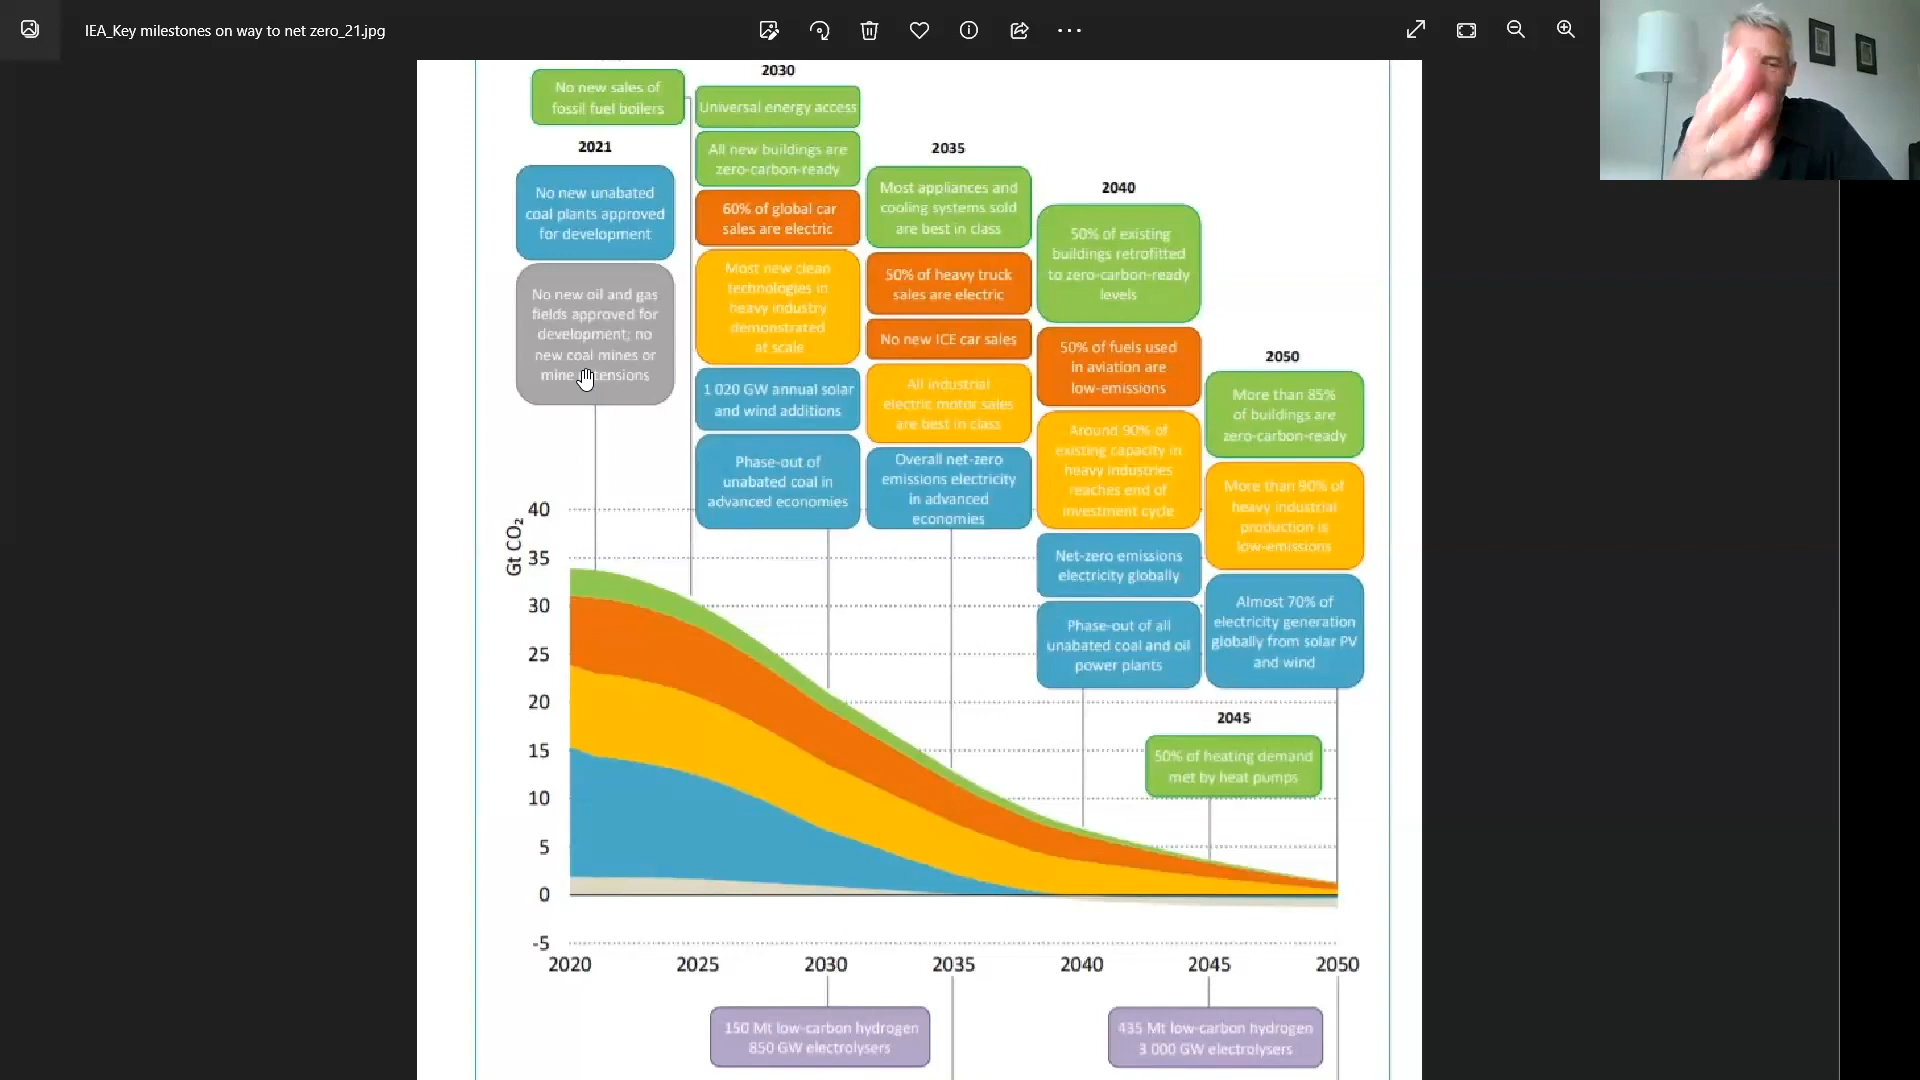 IEA_Key milestones on way to net zero_21.jpg
No new sales of
fossil fuel boilers
2021
No new unabated
coal plants approved
for development
No new oil and gas
fields approved for
development; no
new coal mines or
mine
2030
Universal energy access
All new buildings are
zero-carbon-ready
60% of global car
sales are electric
Most new clean
technologies in
heavy industry
demonstrated
at scale
1 020 GW annual solar
and wind additions
Phase-out of
unabated coal in
advanced economies
2035
Most appliances and
cooling systems sold
are best in class
50% of heavy truck
sales are electric
No new ICE car sales
All industrial
electric motor sales
are best in class
Overall net-zero
emissions electricity
in advanced
economies
2040
50% of existing
buildings retrofitted
to zero-carbon-ready
levels
50% of fuels used
in aviation are
low-emissions
Around 90% of
existing capacity in
heavy industries
reaches end of
investment cycle
Net-zero emissions
electricity globally
Phase-out of all
unabated coal and oil
power plants
2050
More than 85%
of buildings are
zero-carbon-ready
More than 90% of
heavy industrial
production is
low-emissions
Almost 70% of
electricity generation
globally from solar PV
and wind
2045
50% of heating demand
met by heat pumps
Gt CO₂
40
35
30
25
20
15
10
5
0
-5
2020
2025
2030
2035
2040
2045
2050
150 Mt low-carbon hydrogen
850 GW electrolysers
435 Mt low-carbon hydrogen
3 000 GW electrolysers